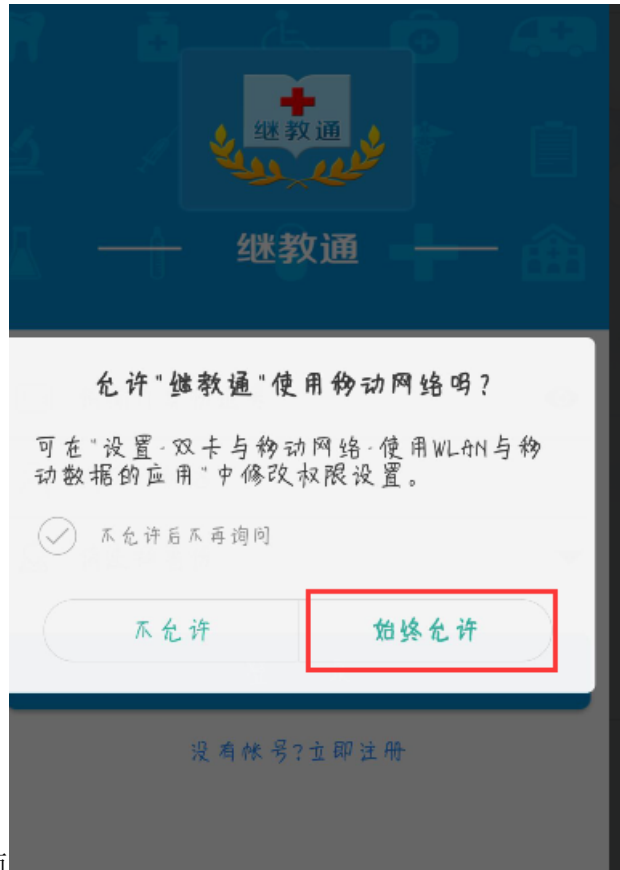 继教通
继教通
允许"继教通"使用移动网络吗?
可在"设置-双卡与移动网络-使用WLAN与移
动数据的应用"中修改权限设置。
不允许后不再询问
不允许
始终允许
没有帐号?立即注册